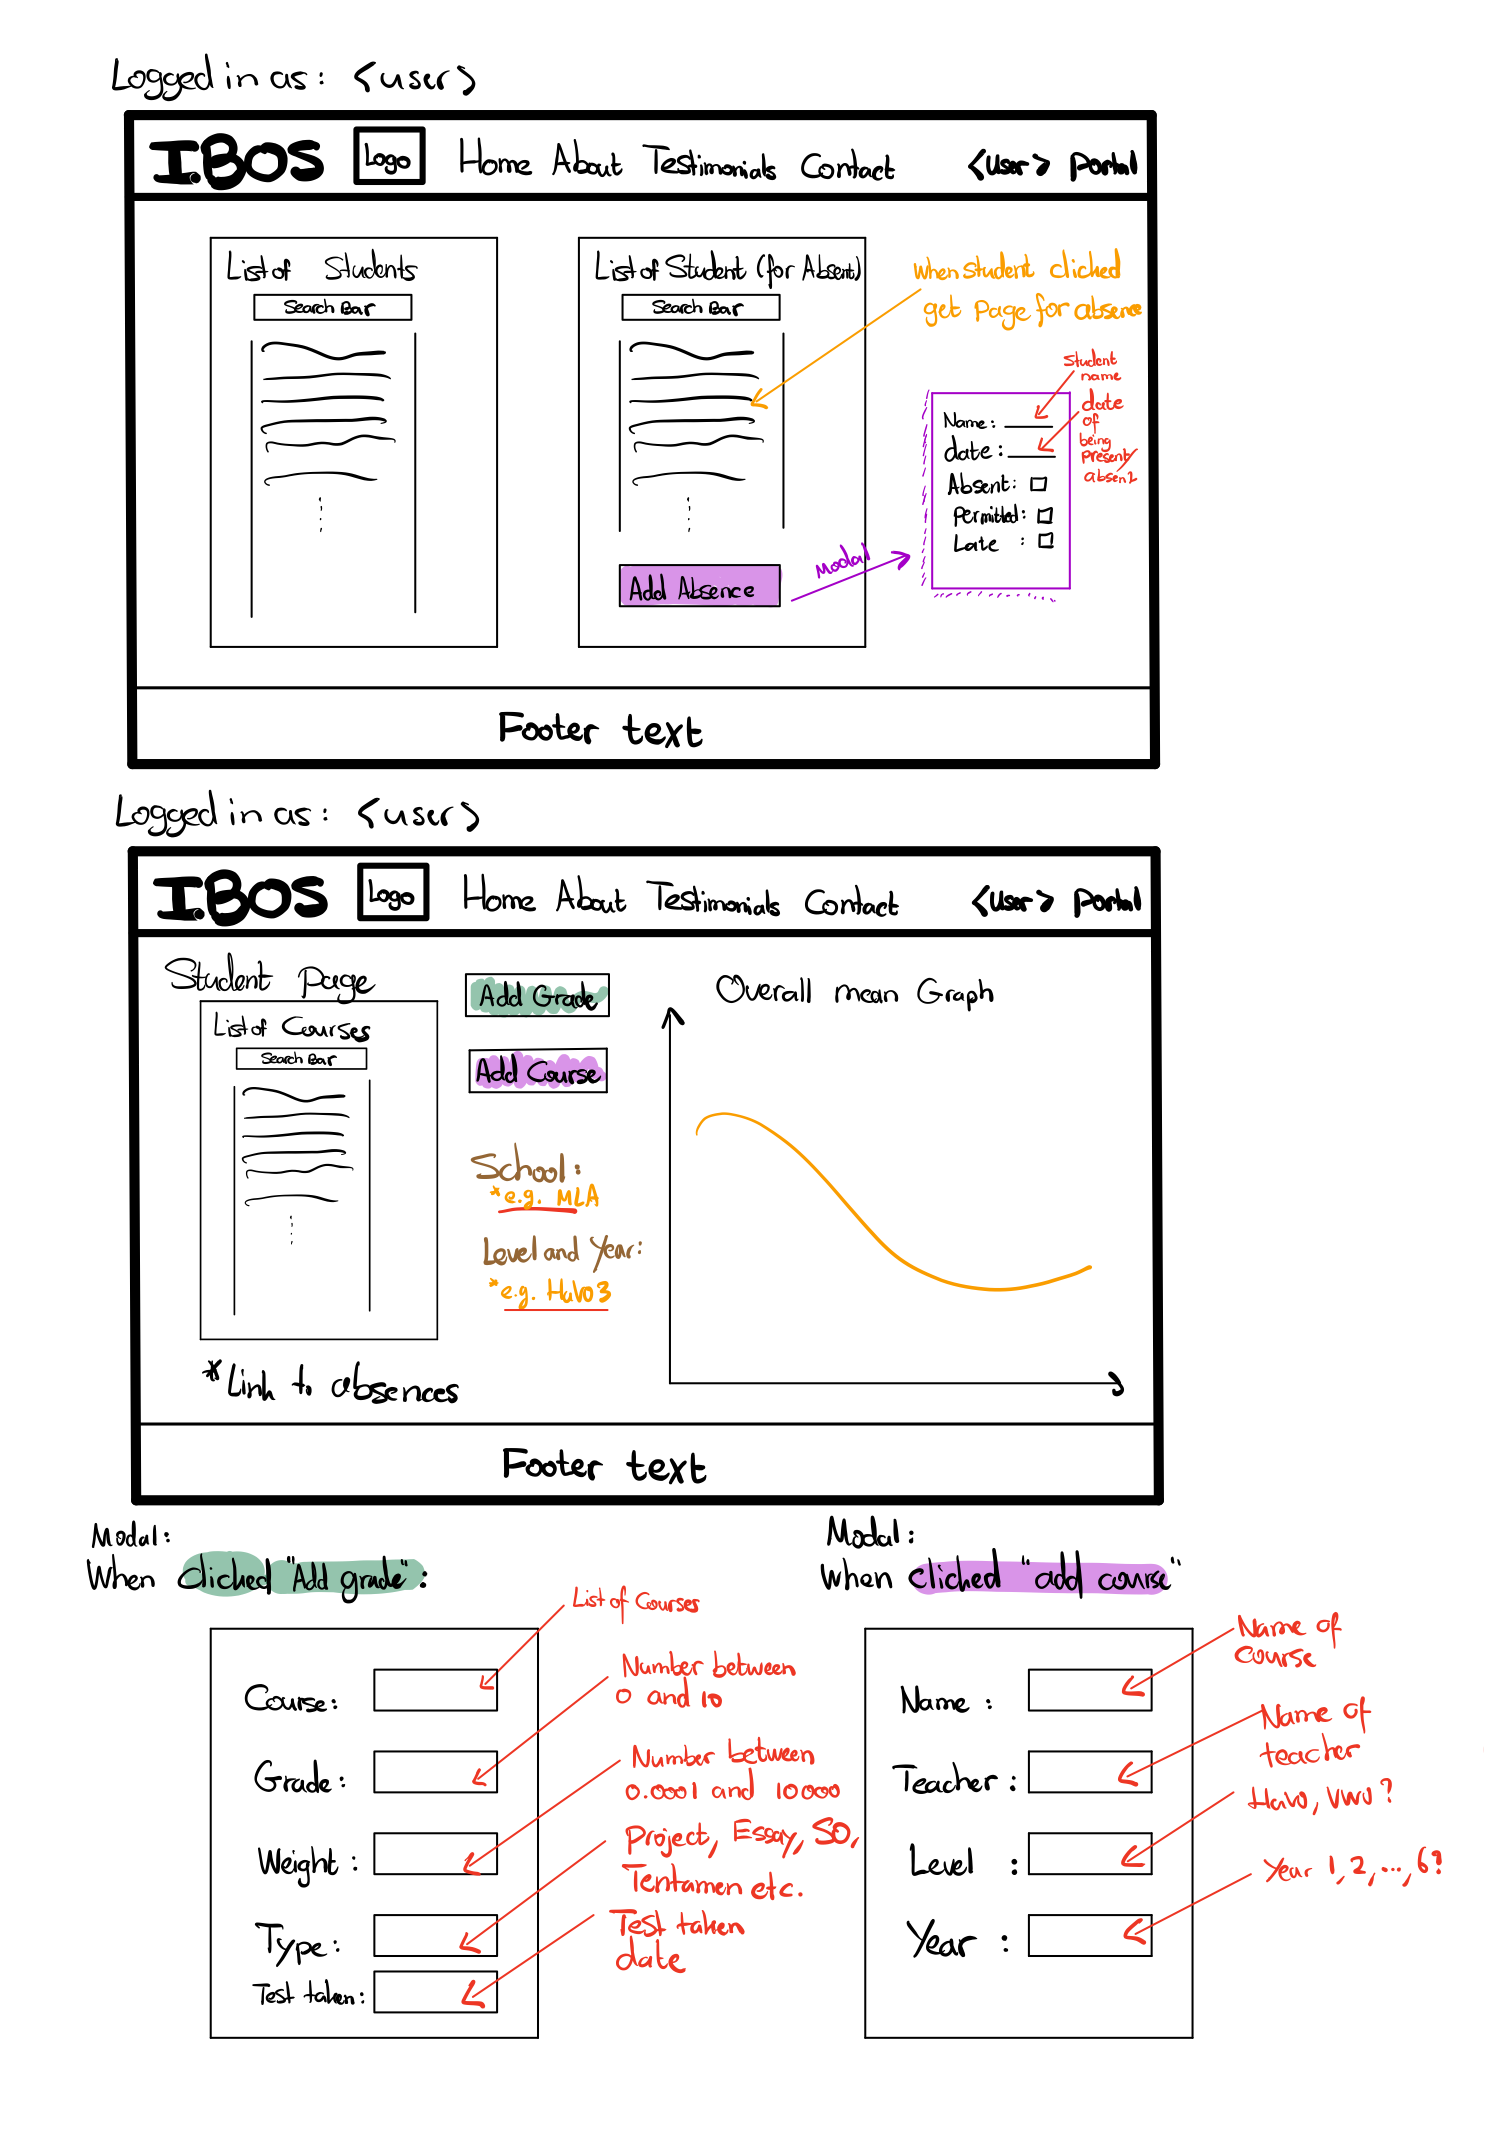 Logged in as: <user>
IBOS
Logo
Home About Testimonials Contact
<user> Portal
List of Students
Search Bar
List of Student (for Absent)
Search Bar
Add Absence
When student clicked
get Page for absence
Modal
Student
name
date
of
being
present/
absent
Name:
date:
Absent:
Permitted:
Late :
Footer text
Logged in as: <user>
IBOS
Logo
Home About Testimonials Contact
<user> Portal
Student Page
List of Courses
Search Bar
*Link to absences
Add Grade
Add Course
School:
*e.g. MLA
Level and Year:
*e.g. Havo 3
Overall mean Graph
Footer text
Modal:
When clicked "Add grade":
Course:
Grade:
Weight:
Type:
Test taken:
List of Courses
Number between
0 and 10
Number between
0.0001 and 10000
Project, Essay, SO,
Tentamen etc.
Test taken
date
Modal:
When clicked "add course"
Name :
Teacher:
Level :
Year :
Name of
Course
Name of
teacher
Havo, VWO?
Year 1, 2, ..., 6?